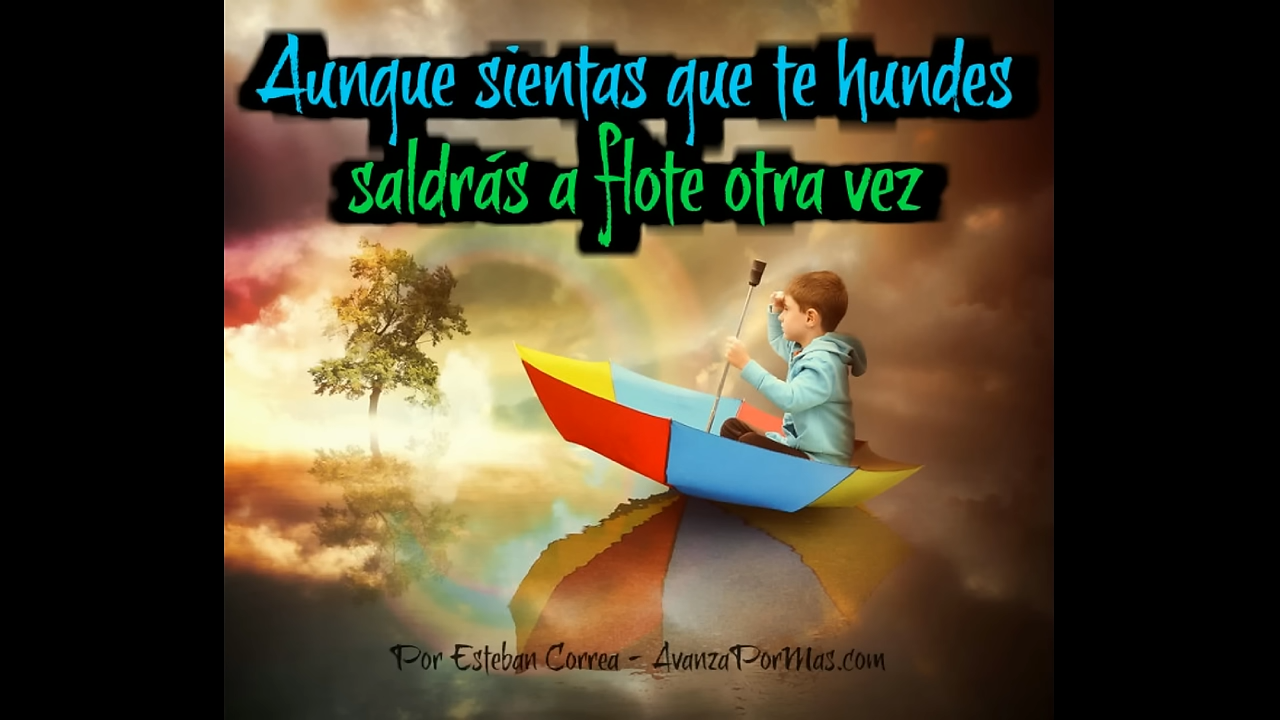 Aunque sientas que te hundes
saldrás a flote otra vez
Por Esteban Correa - AvanzaPorMas.com